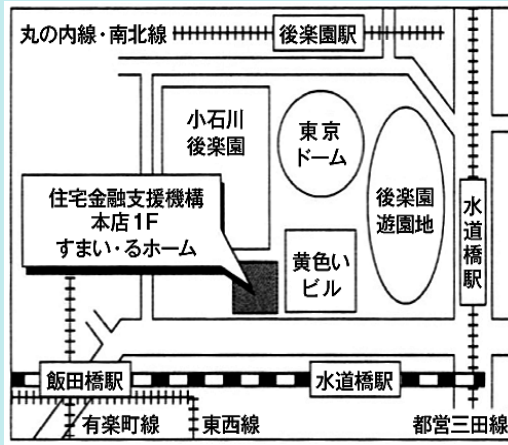 丸の内線・南北線
後楽園駅
小石川
後楽園
東京
ドーム
後楽園
遊園地
水道橋駅
住宅金融支援機構
本店1F
すまい・るホーム
黄色い
ビル
飯田橋駅
水道橋駅
有楽町線
東西線
都営三田線